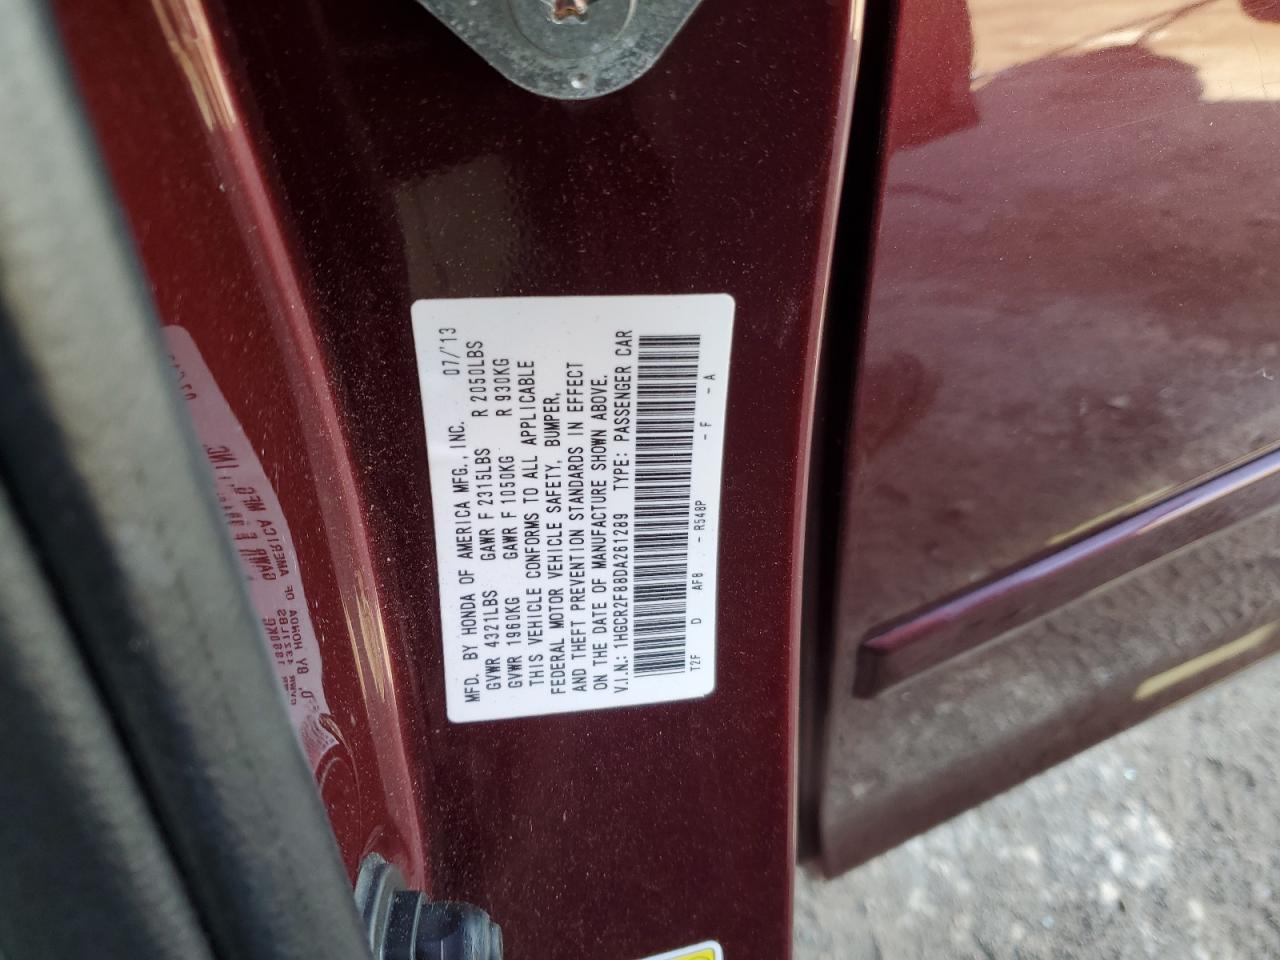 MFD. BY HONDA OF AMERICA MFG., INC. 07/'13
GVWR 4321LBS GAWR F 2315LBS R 2050LBS
GVWR 1960KG GAWR F 1050KG R 930KG
THIS VEHICLE CONFORMS TO ALL APPLICABLE
FEDERAL MOTOR VEHICLE SAFETY, BUMPER,
AND THEFT PREVENTION STANDARDS IN EFFECT
ON THE DATE OF MANUFACTURE SHOWN ABOVE.
V.I.N.: 1HGCR2F88DA261289 TYPE: PASSENGER CAR
T2F D AF8 - R548P - F - A